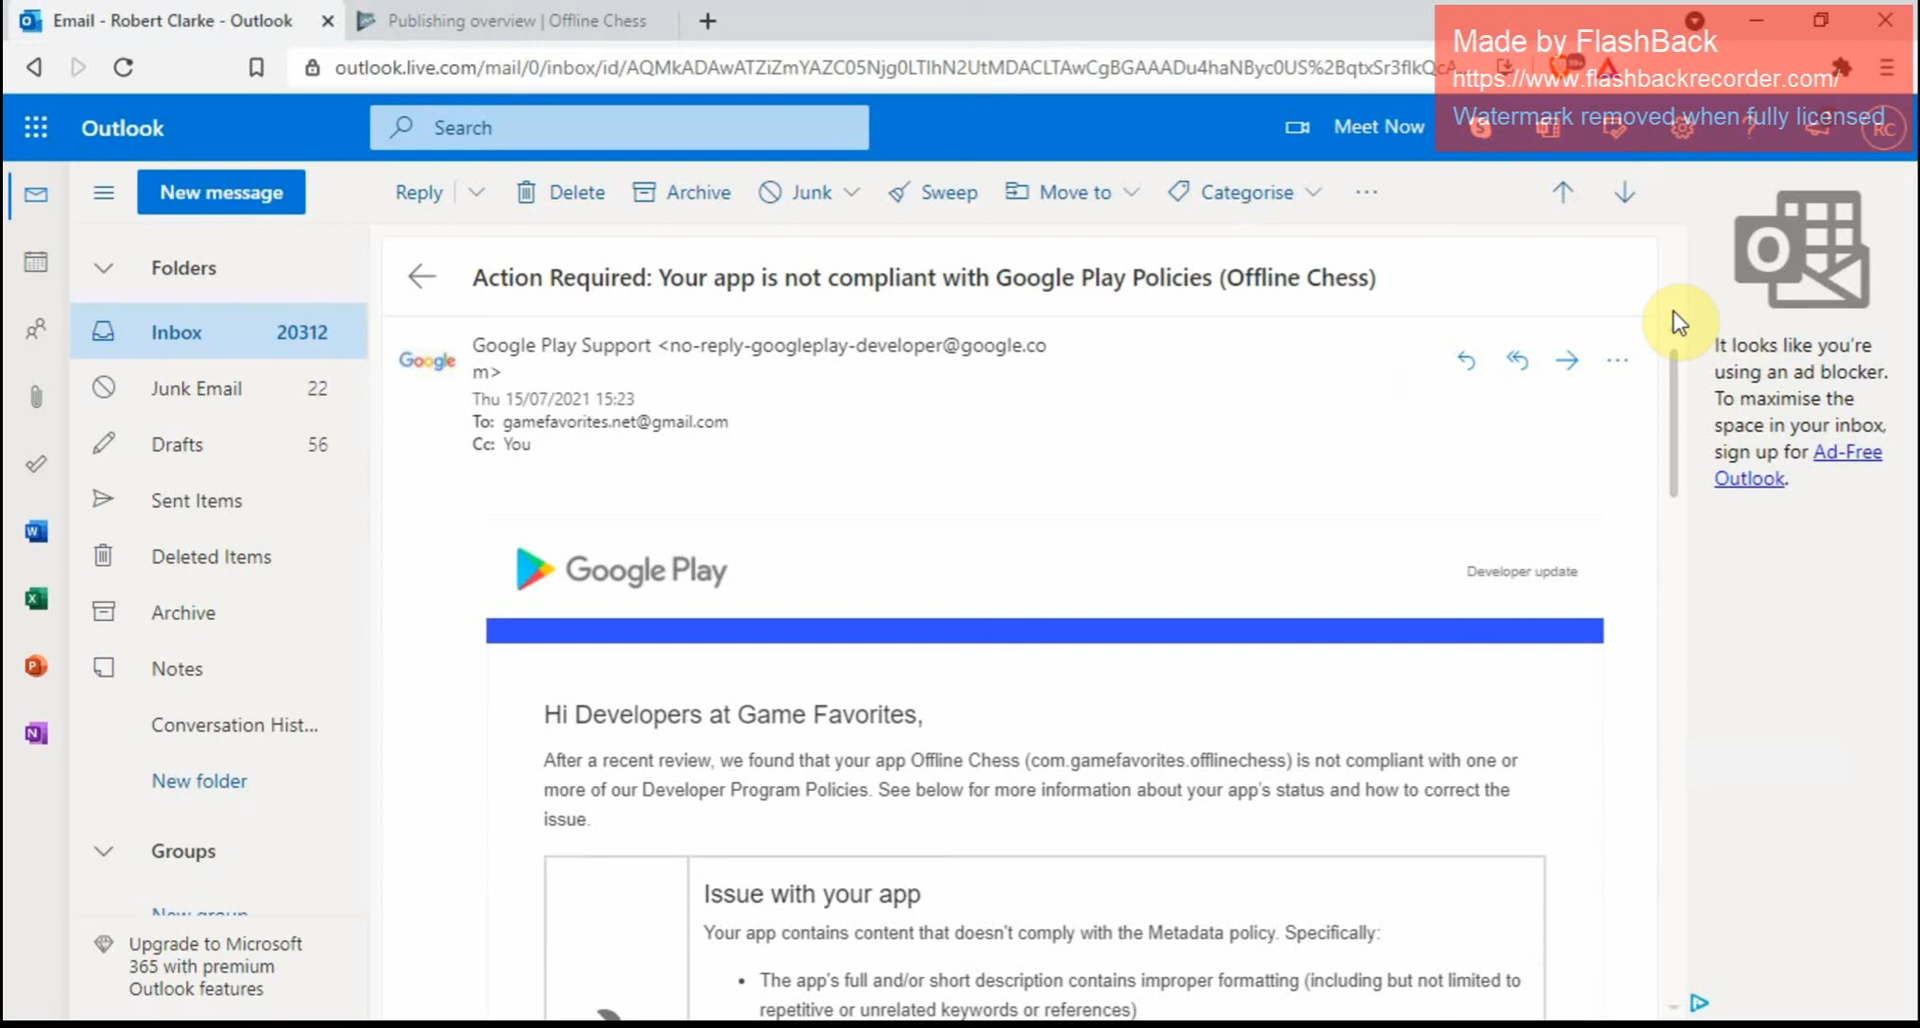 Email - Robert Clarke - Outlook
Publishing overview | Offline Chess
Made by FlashBack
https://www.flashbackrecorder.com/
Watermark removed when fully licensed
outlook.live.com/mail/0/inbox/id/
Outlook
Search
Meet Now
RC
New message
Reply
Delete
Archive
Junk
Sweep
Move to
Categorise
Folders
Inbox 20312
Junk Email 22
Drafts 56
Sent Items
Deleted Items
Archive
Notes
Conversation Hist...
New folder
Groups
New group
Upgrade to Microsoft
365 with premium
Outlook features
Action Required: Your app is not compliant with Google Play Policies (Offline Chess)
Google
Google Play Support <no-reply-googleplay-developer@google.co
m>
Thu 15/07/2021 15:23
To: gamefavorites.net@gmail.com
Cc: You
Google Play
Developer update
Hi Developers at Game Favorites,
After a recent review, we found that your app Offline Chess (com.gamefavorites.offlinechess) is not compliant with one or
more of our Developer Program Policies. See below for more information about your app's status and how to correct the
issue.
Issue with your app
Your app contains content that doesn't comply with the Metadata policy. Specifically:
• The app's full and/or short description contains improper formatting (including but not limited to
repetitive or unrelated keywords or references)
It looks like you're
using an ad blocker.
To maximise the
space in your inbox,
sign up for Ad-Free
Outlook.